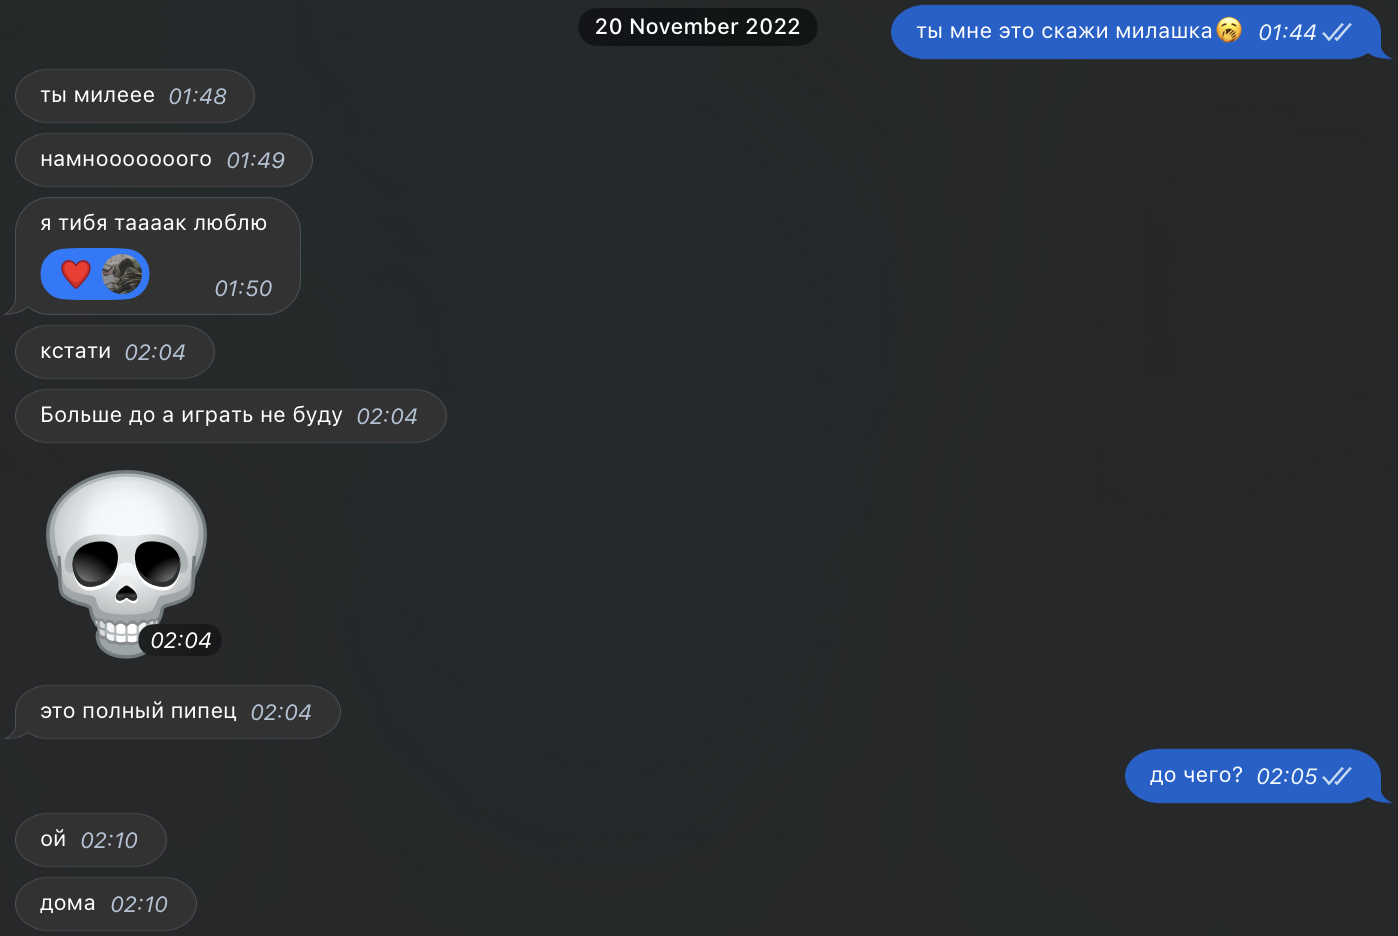 20 November 2022
ты мне это скажи милашка🥱 01:44
ты милеее 01:48
намноооооооого 01:49
я тибя таааак люблю
❤️ 01:50
кстати 02:04
Больше до а играть не буду 02:04
02:04
это полный пипец 02:04
до чего? 02:05
ой 02:10
дома 02:10